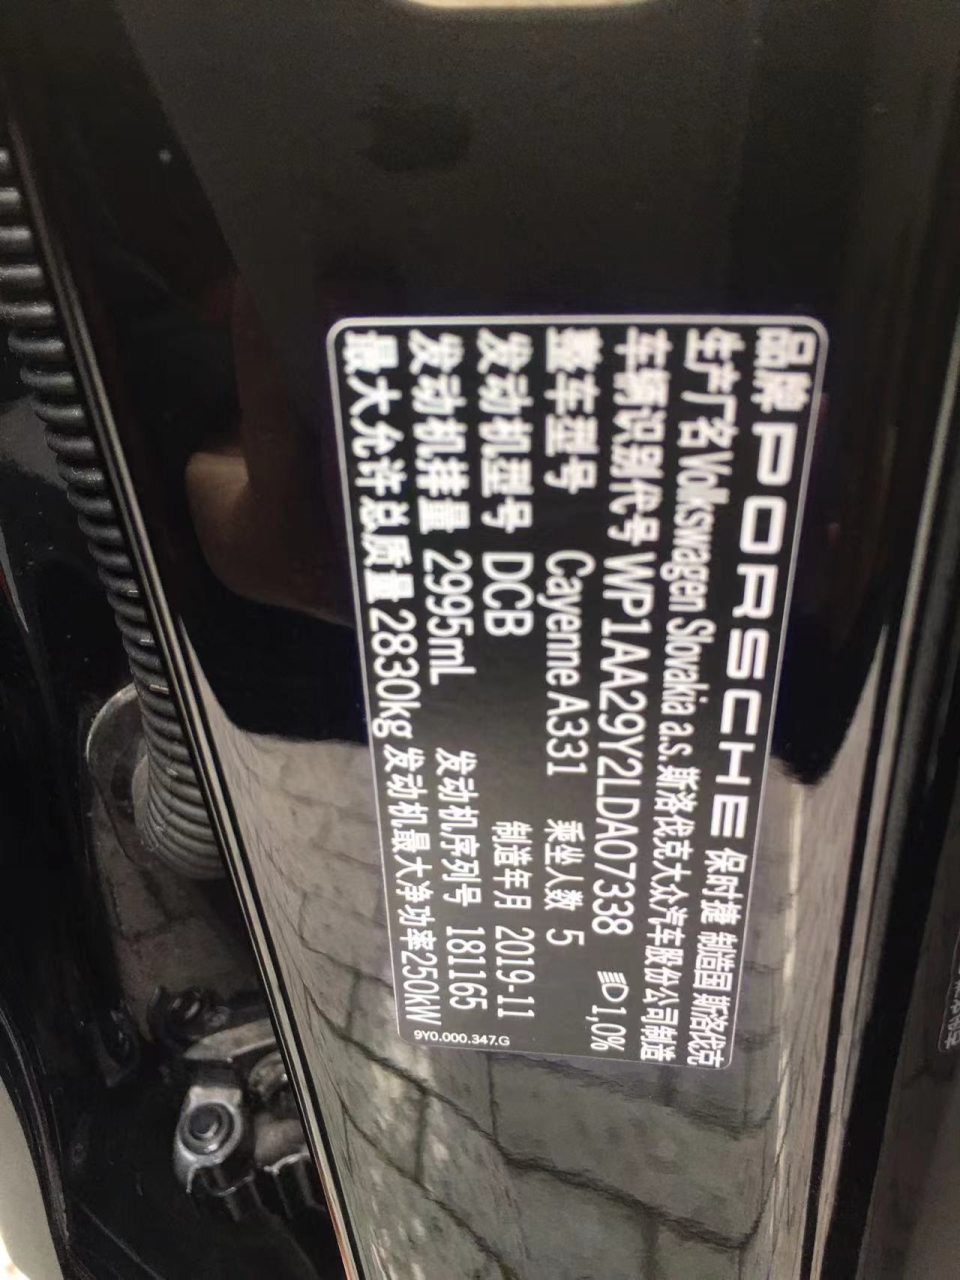 品牌 PORSCHE 保时捷 制造国 斯洛伐克
生产厂名 Volkswagen Slovakia a.s. 斯洛伐克大众汽车股份公司制造
车辆识别代号 WP1AA29Y2LDA07338 1,0%
整车型号 Cayenne A331 乘坐人数 5
发动机型号 DCB 制造年月 2019-11
发动机排量 2995mL 发动机序列号 181165
最大允许总质量 2830kg 发动机最大净功率250kW
9Y0.000.347.G